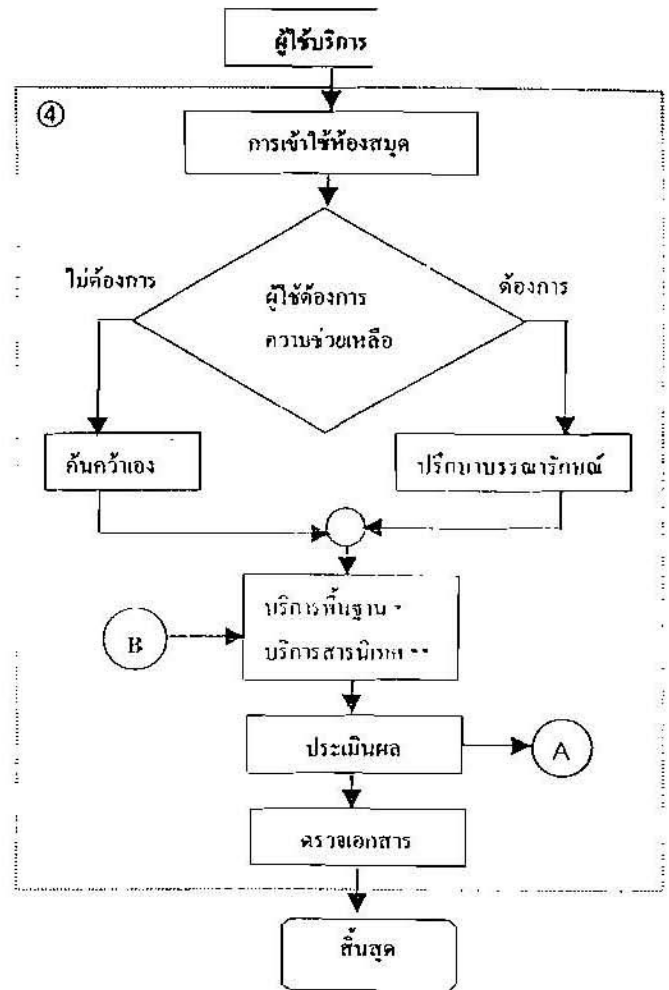 ผู้ใช้บริการ
④
การเข้าใช้ห้องสมุด
ไม่ต้องการ
ผู้ใช้ต้องการ
ความช่วยเหลือ
ต้องการ
ค้นคว้าเอง
ปรึกษาบรรณารักษณ์
บริการพื้นฐาน *
บริการสารนิเทศ **
B
ประเมินผล
A
ตรวจเอกสาร
สิ้นสุด